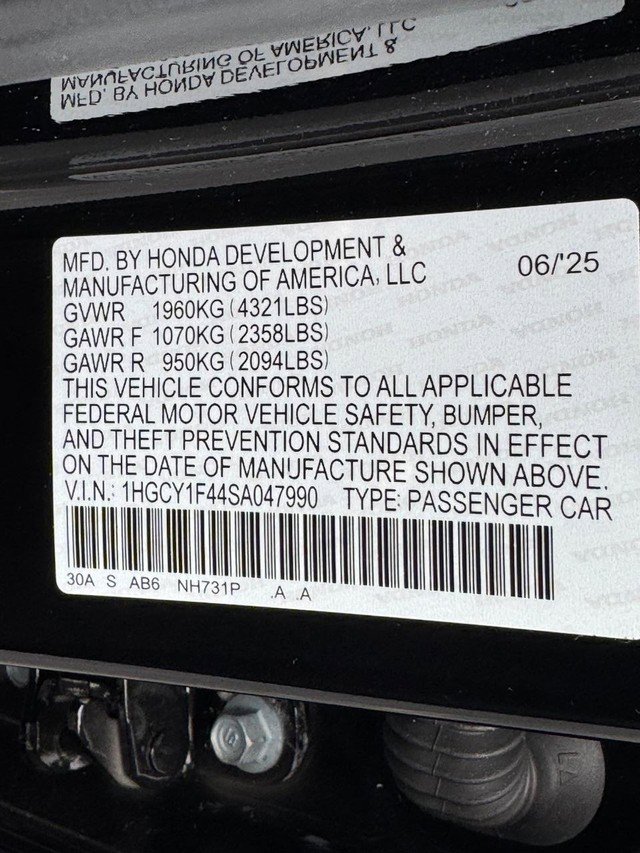 MFD. BY HONDA DEVELOPMENT &
MANUFACTURING OF AMERICA, LLC
06/'25
GVWR 1960KG (4321LBS)
GAWR F 1070KG (2358LBS)
GAWR R 950KG (2094LBS)
THIS VEHICLE CONFORMS TO ALL APPLICABLE
FEDERAL MOTOR VEHICLE SAFETY, BUMPER,
AND THEFT PREVENTION STANDARDS IN EFFECT
ON THE DATE OF MANUFACTURE SHOWN ABOVE.
V.I.N.: 1HGCY1F44SA047990 TYPE: PASSENGER CAR
30A S AB6 NH731P .A .A